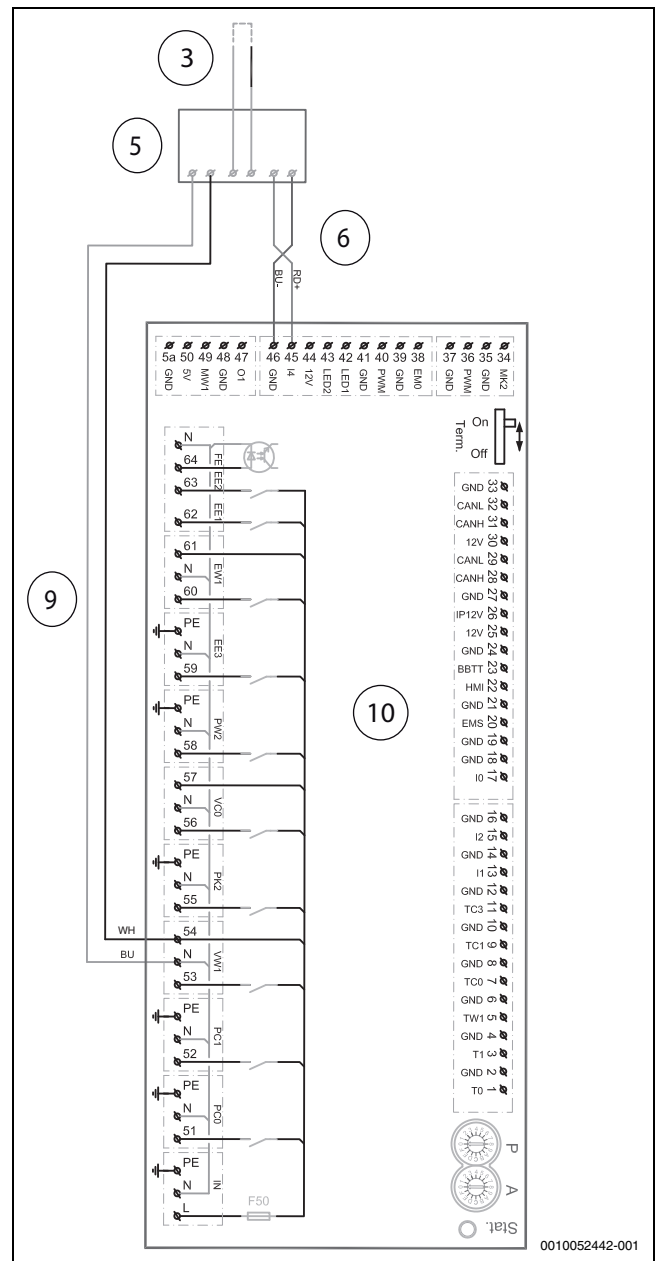 3
5
6
BU-
RD+
5a 50 49 48 47
GND 5V MW1 GND O1
46 45 44 43 42 41 40 39 38
GND I4 12V LED2 LED1 GND PWM GND EM0
37 36 35 34
GND PWM GND MK2
On
Term.
Off
N
64 FE
63 EE2
62 EE1
61
N EW1
60
PE
N EE3
59
PE
N PW2
58
57
N VC0
56
PE
N PK2
55
WH 54
BU N VW1
53
PE
N PC1
52
PE
N PC0
51
PE
N IN
L F50
9
10
GND 33
CANL 32
CANH 31
12V 30
CANL 29
CANH 28
GND 27
IP12V 26
12V 25
GND 24
BBTT 23
HMI 22
GND 21
EMS 20
GND 19
GND 18
I0 17
GND 16
I2 15
GND 14
I1 13
GND 12
TC3 11
GND 10
TC1 9
GND 8
TC0 7
GND 6
TW1 5
GND 4
T1 3
GND 2
T0 1
P
A
Stat.
0010052442-001